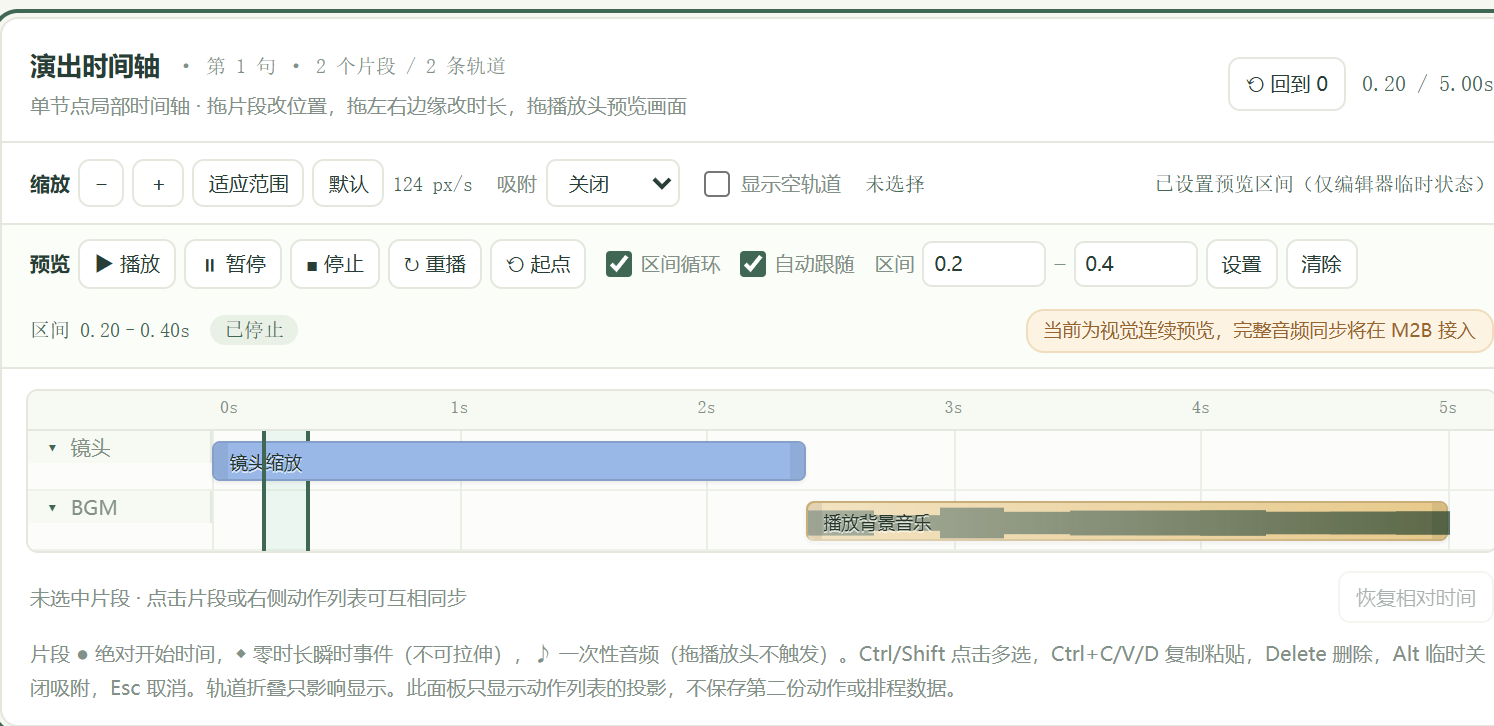 演出时间轴 · 第 1 句 · 2 个片段 / 2 条轨道
单节点局部时间轴 · 拖片段改位置，拖左右边缘改时长，拖播放头预览画面
⟲ 回到 0 0.20 / 5.00s
缩放 − + 适应范围 默认 124 px/s 吸附 关闭 显示空轨道 未选择 已设置预览区间（仅编辑器临时状态）
预览 ▶ 播放 ⏸ 暂停 ■ 停止 ↻ 重播 ⟲ 起点 区间循环 自动跟随 区间 0.2 – 0.4 设置 清除
区间 0.20–0.40s 已停止 当前为视觉连续预览，完整音频同步将在 M2B 接入
0s 1s 2s 3s 4s 5s
▾ 镜头 镜头缩放
▾ BGM 播放背景音乐
未选中片段 · 点击片段或右侧动作列表可互相同步 恢复相对时间
片段 ● 绝对开始时间，◆ 零时长瞬时事件（不可拉伸），♪ 一次性音频（拖播放头不触发）。Ctrl/Shift 点击多选，Ctrl+C/V/D 复制粘贴，Delete 删除，Alt 临时关
闭吸附，Esc 取消。轨道折叠只影响显示。此面板只显示动作列表的投影，不保存第二份动作或排程数据。